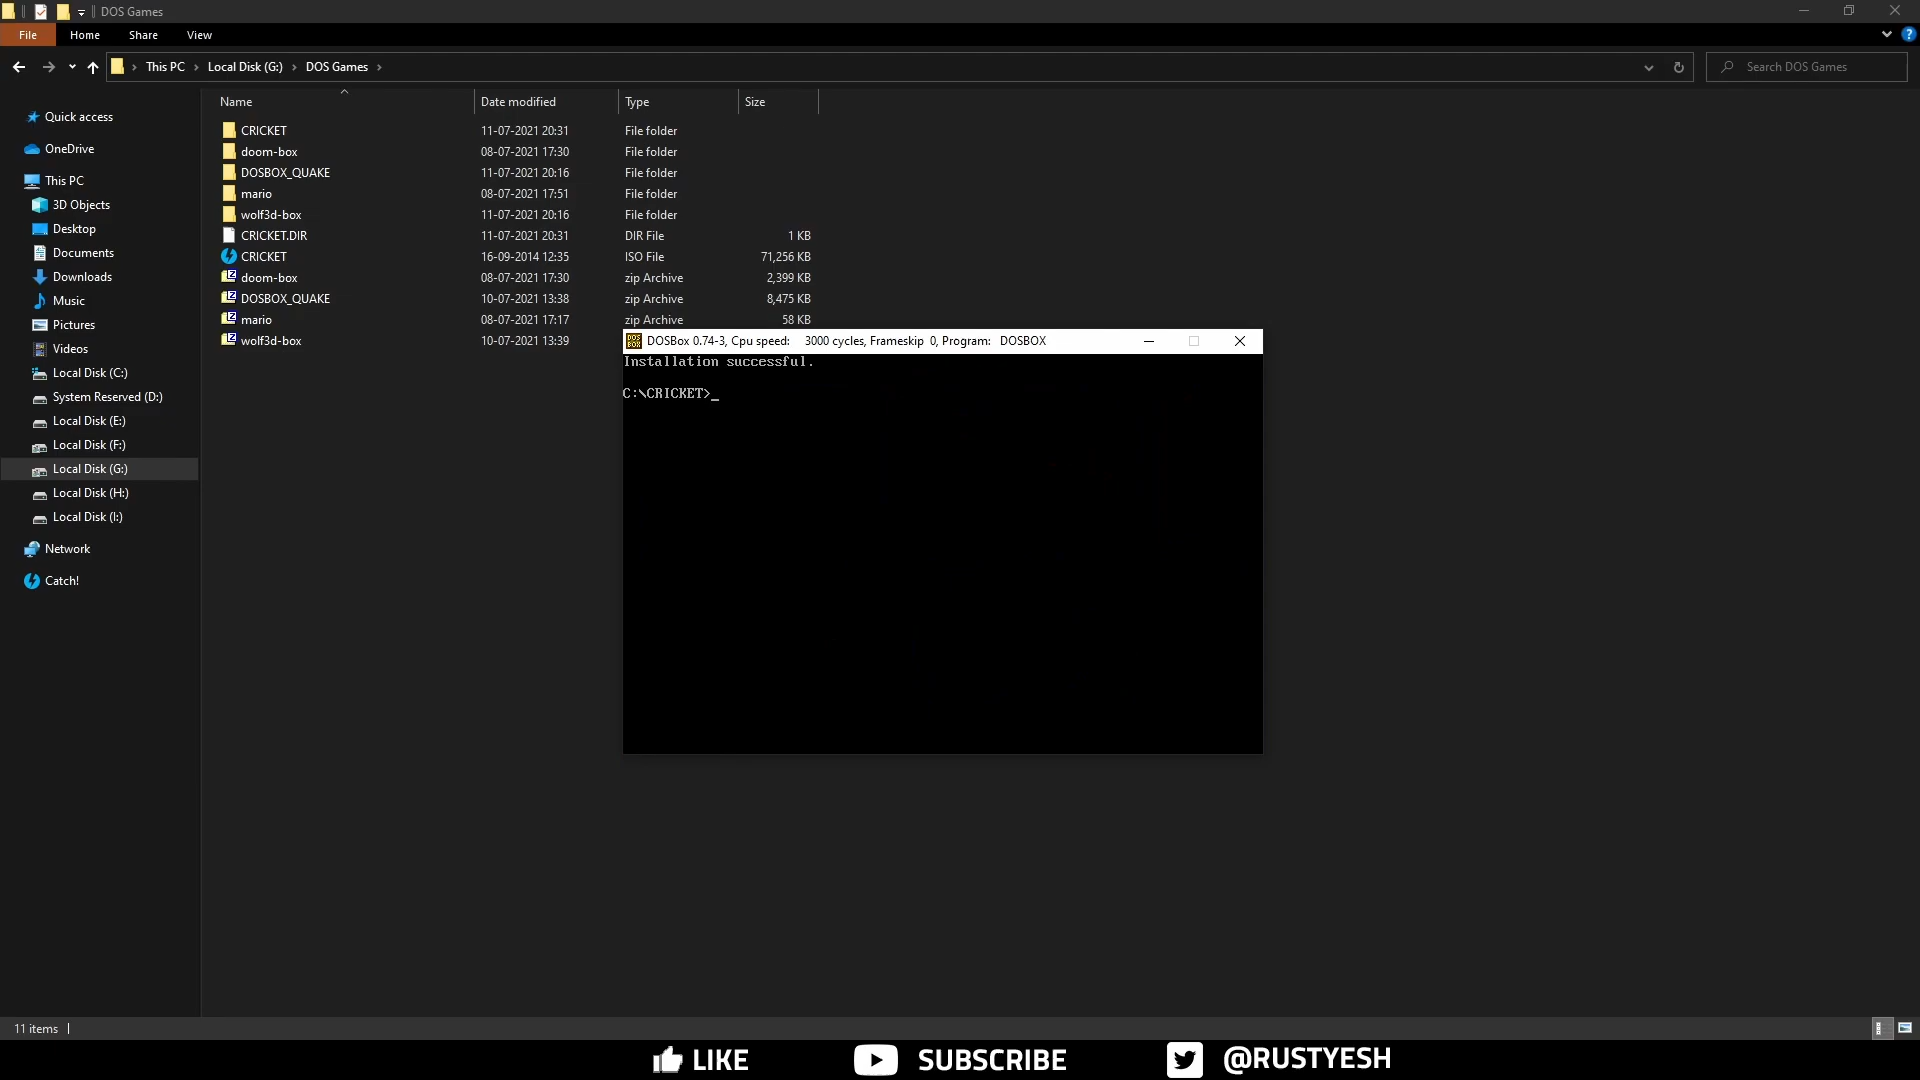 DOS Games
File Home Share View
This PC Local Disk (G:) DOS Games Search DOS Games
Name Date modified Type Size
Quick access
OneDrive
This PC
3D Objects
Desktop
Documents
Downloads
Music
Pictures
Videos
Local Disk (C:)
System Reserved (D:)
Local Disk (E:)
Local Disk (F:)
Local Disk (G:)
Local Disk (H:)
Local Disk (I:)
Network
Catch!
CRICKET 11-07-2021 20:31 File folder
doom-box 08-07-2021 17:30 File folder
DOSBOX_QUAKE 11-07-2021 20:16 File folder
mario 08-07-2021 17:51 File folder
wolf3d-box 11-07-2021 20:16 File folder
CRICKET.DIR 11-07-2021 20:31 DIR File 1 KB
CRICKET 16-09-2014 12:35 ISO File 71,256 KB
doom-box 08-07-2021 17:30 zip Archive 2,399 KB
DOSBOX_QUAKE 10-07-2021 13:38 zip Archive 8,475 KB
mario 08-07-2021 17:17 zip Archive 58 KB
wolf3d-box 10-07-2021 13:39
DOS BOX DOSBox 0.74-3, Cpu speed: 3000 cycles, Frameskip 0, Program: DOSBOX
Installation successful.
C:\CRICKET>_
11 items
LIKE SUBSCRIBE @RUSTYESH